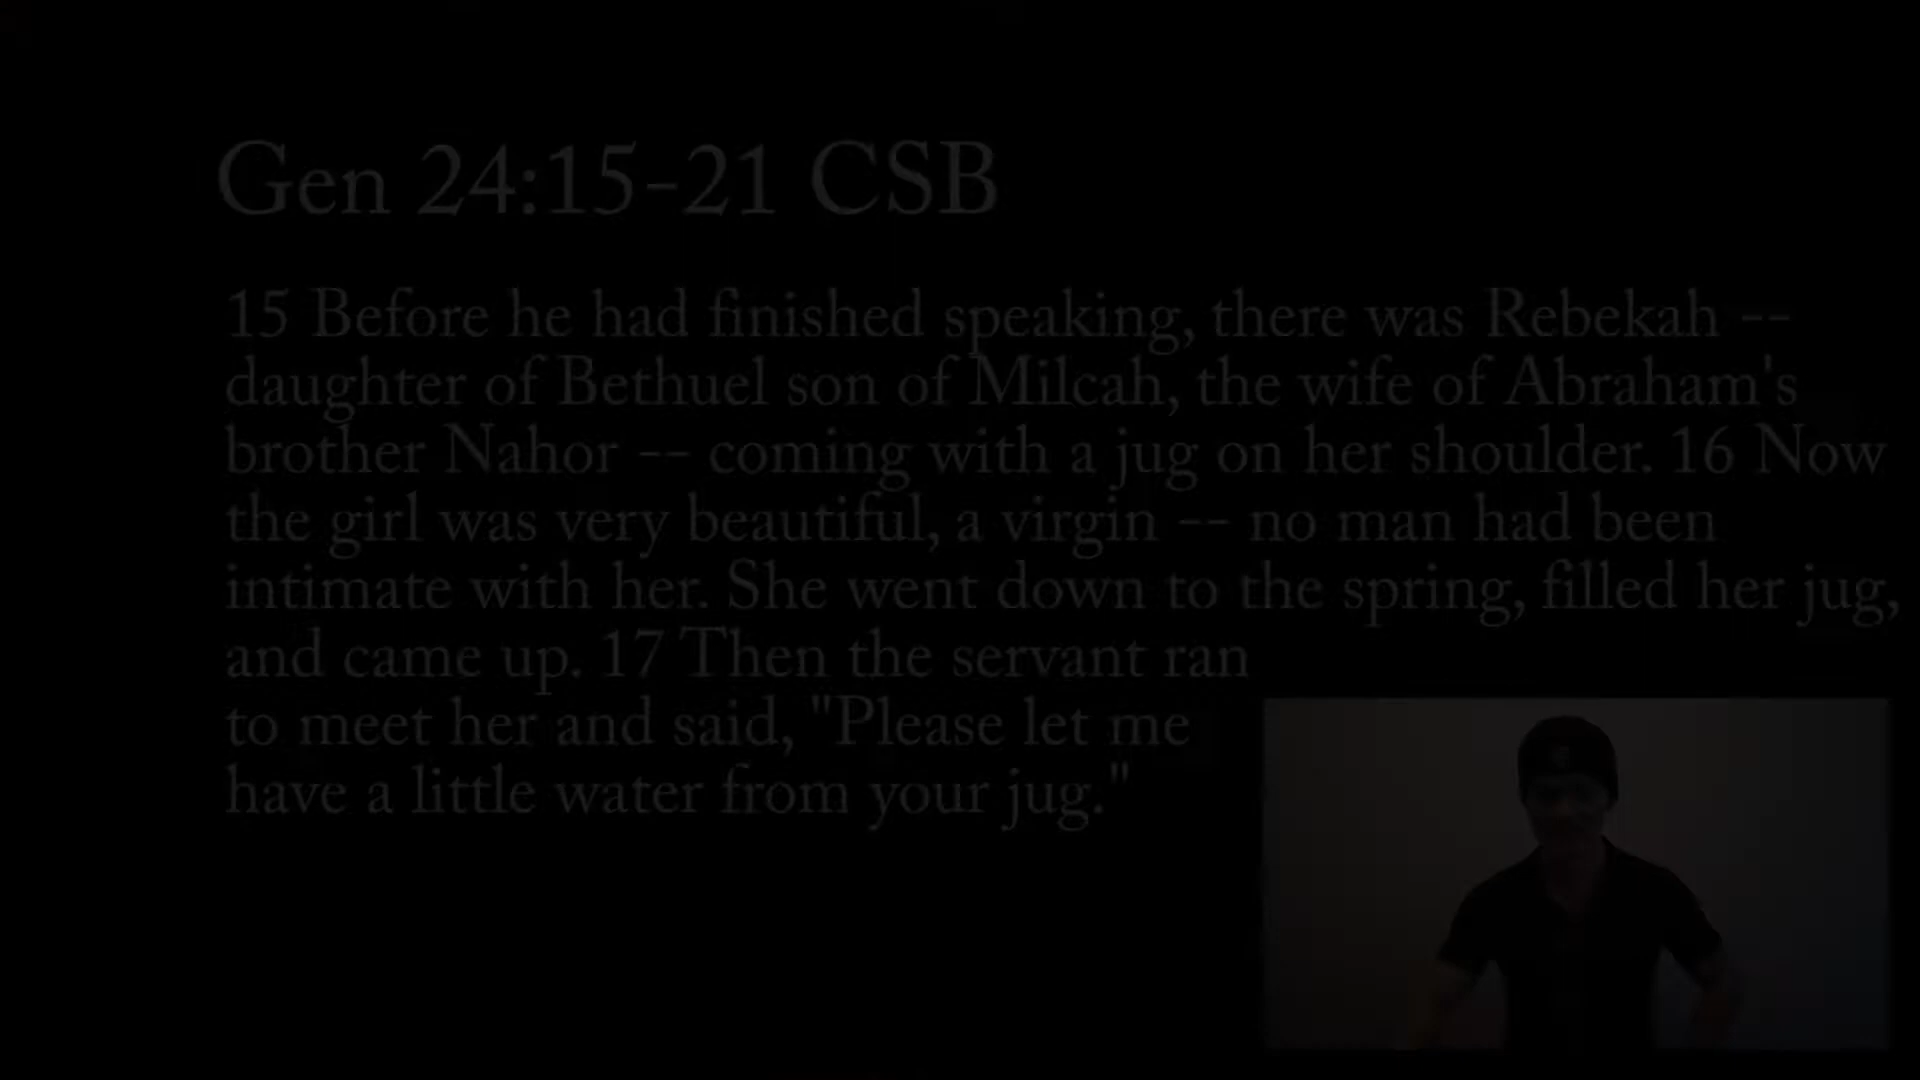 Gen 24:15-21 CSB
15 Before he had finished speaking, there was Rebekah --
daughter of Bethuel son of Milcah, the wife of Abraham's
brother Nahor -- coming with a jug on her shoulder. 16 Now
the girl was very beautiful, a virgin -- no man had been
intimate with her. She went down to the spring, filled her jug,
and came up. 17 Then the servant ran
to meet her and said, "Please let me
have a little water from your jug."